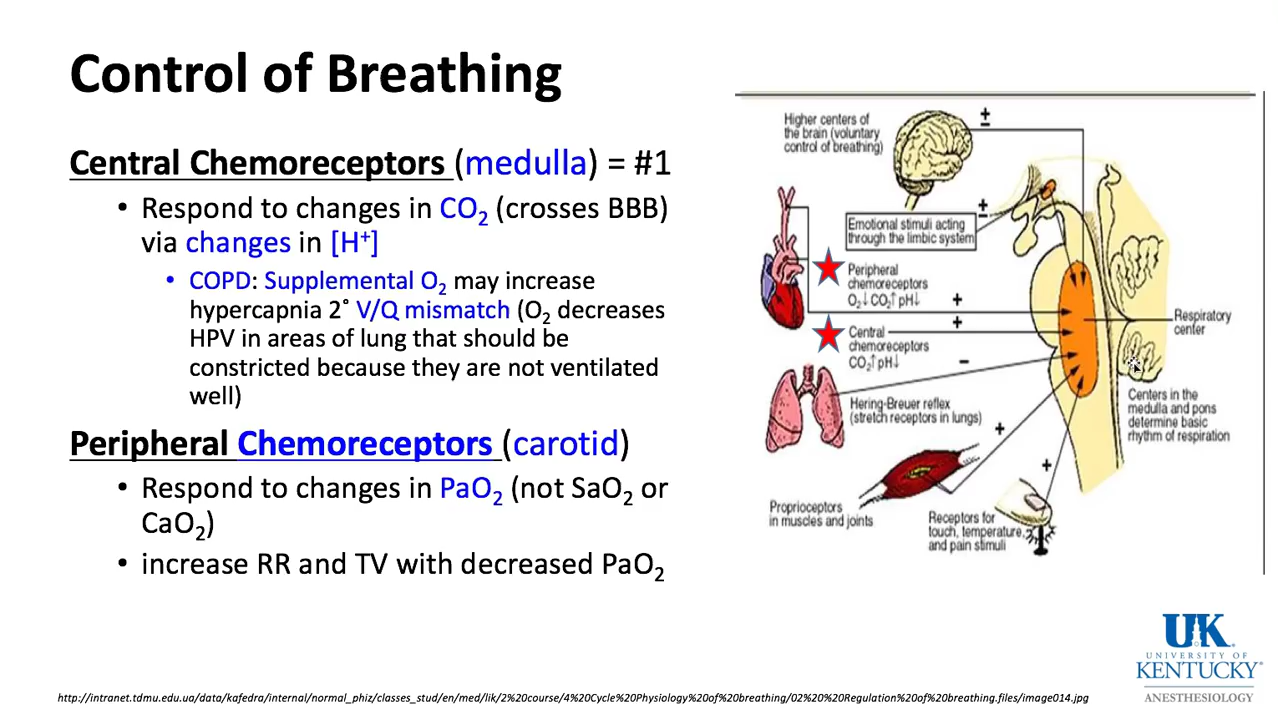 Control of Breathing
Central Chemoreceptors (medulla) = #1
• Respond to changes in CO₂ (crosses BBB)
via changes in [H⁺]
• COPD: Supplemental O₂ may increase
hypercapnia 2˚ V/Q mismatch (O₂ decreases
HPV in areas of lung that should be
constricted because they are not ventilated
well)
Peripheral Chemoreceptors (carotid)
• Respond to changes in PaO₂ (not SaO₂ or
CaO₂)
• increase RR and TV with decreased PaO₂
Higher centers of
the brain (voluntary
control of breathing)
±
Emotional stimuli acting
through the limbic system
±
Peripheral
chemoreceptors
O₂↓ CO₂↑ pH↓
+
Central
chemoreceptors
CO₂↑ pH↓
+
−
Hering-Breuer reflex
(stretch receptors in lungs)
+
Proprioceptors
in muscles and joints
+
Receptors for
touch, temperature,
and pain stimuli
Respiratory
center
Centers in the
medulla and pons
determine basic
rhythm of respiration
UK
UNIVERSITY OF
KENTUCKY®
ANESTHESIOLOGY
http://intranet.tdmu.edu.ua/data/kafedra/internal/normal_phiz/classes_stud/en/med/lik/2%20course/4%20Cycle%20Physiology%20of%20breathing/02%20%20Regulation%20of%20breathing.files/image014.jpg